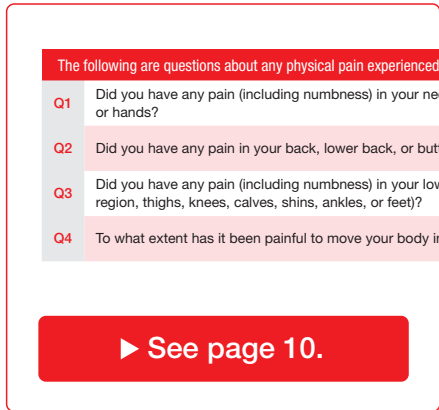 The following are questions about any physical pain experienced
Q1 Did you have any pain (including numbness) in your
or hands?
Q2 Did you have any pain in your back, lower back, or
Q3 Did you have any pain (including numbness) in your
region, thighs, knees, calves, shins, ankles, or feet)?
Q4 To what extent has it been painful to move your body
▶ See page 10.